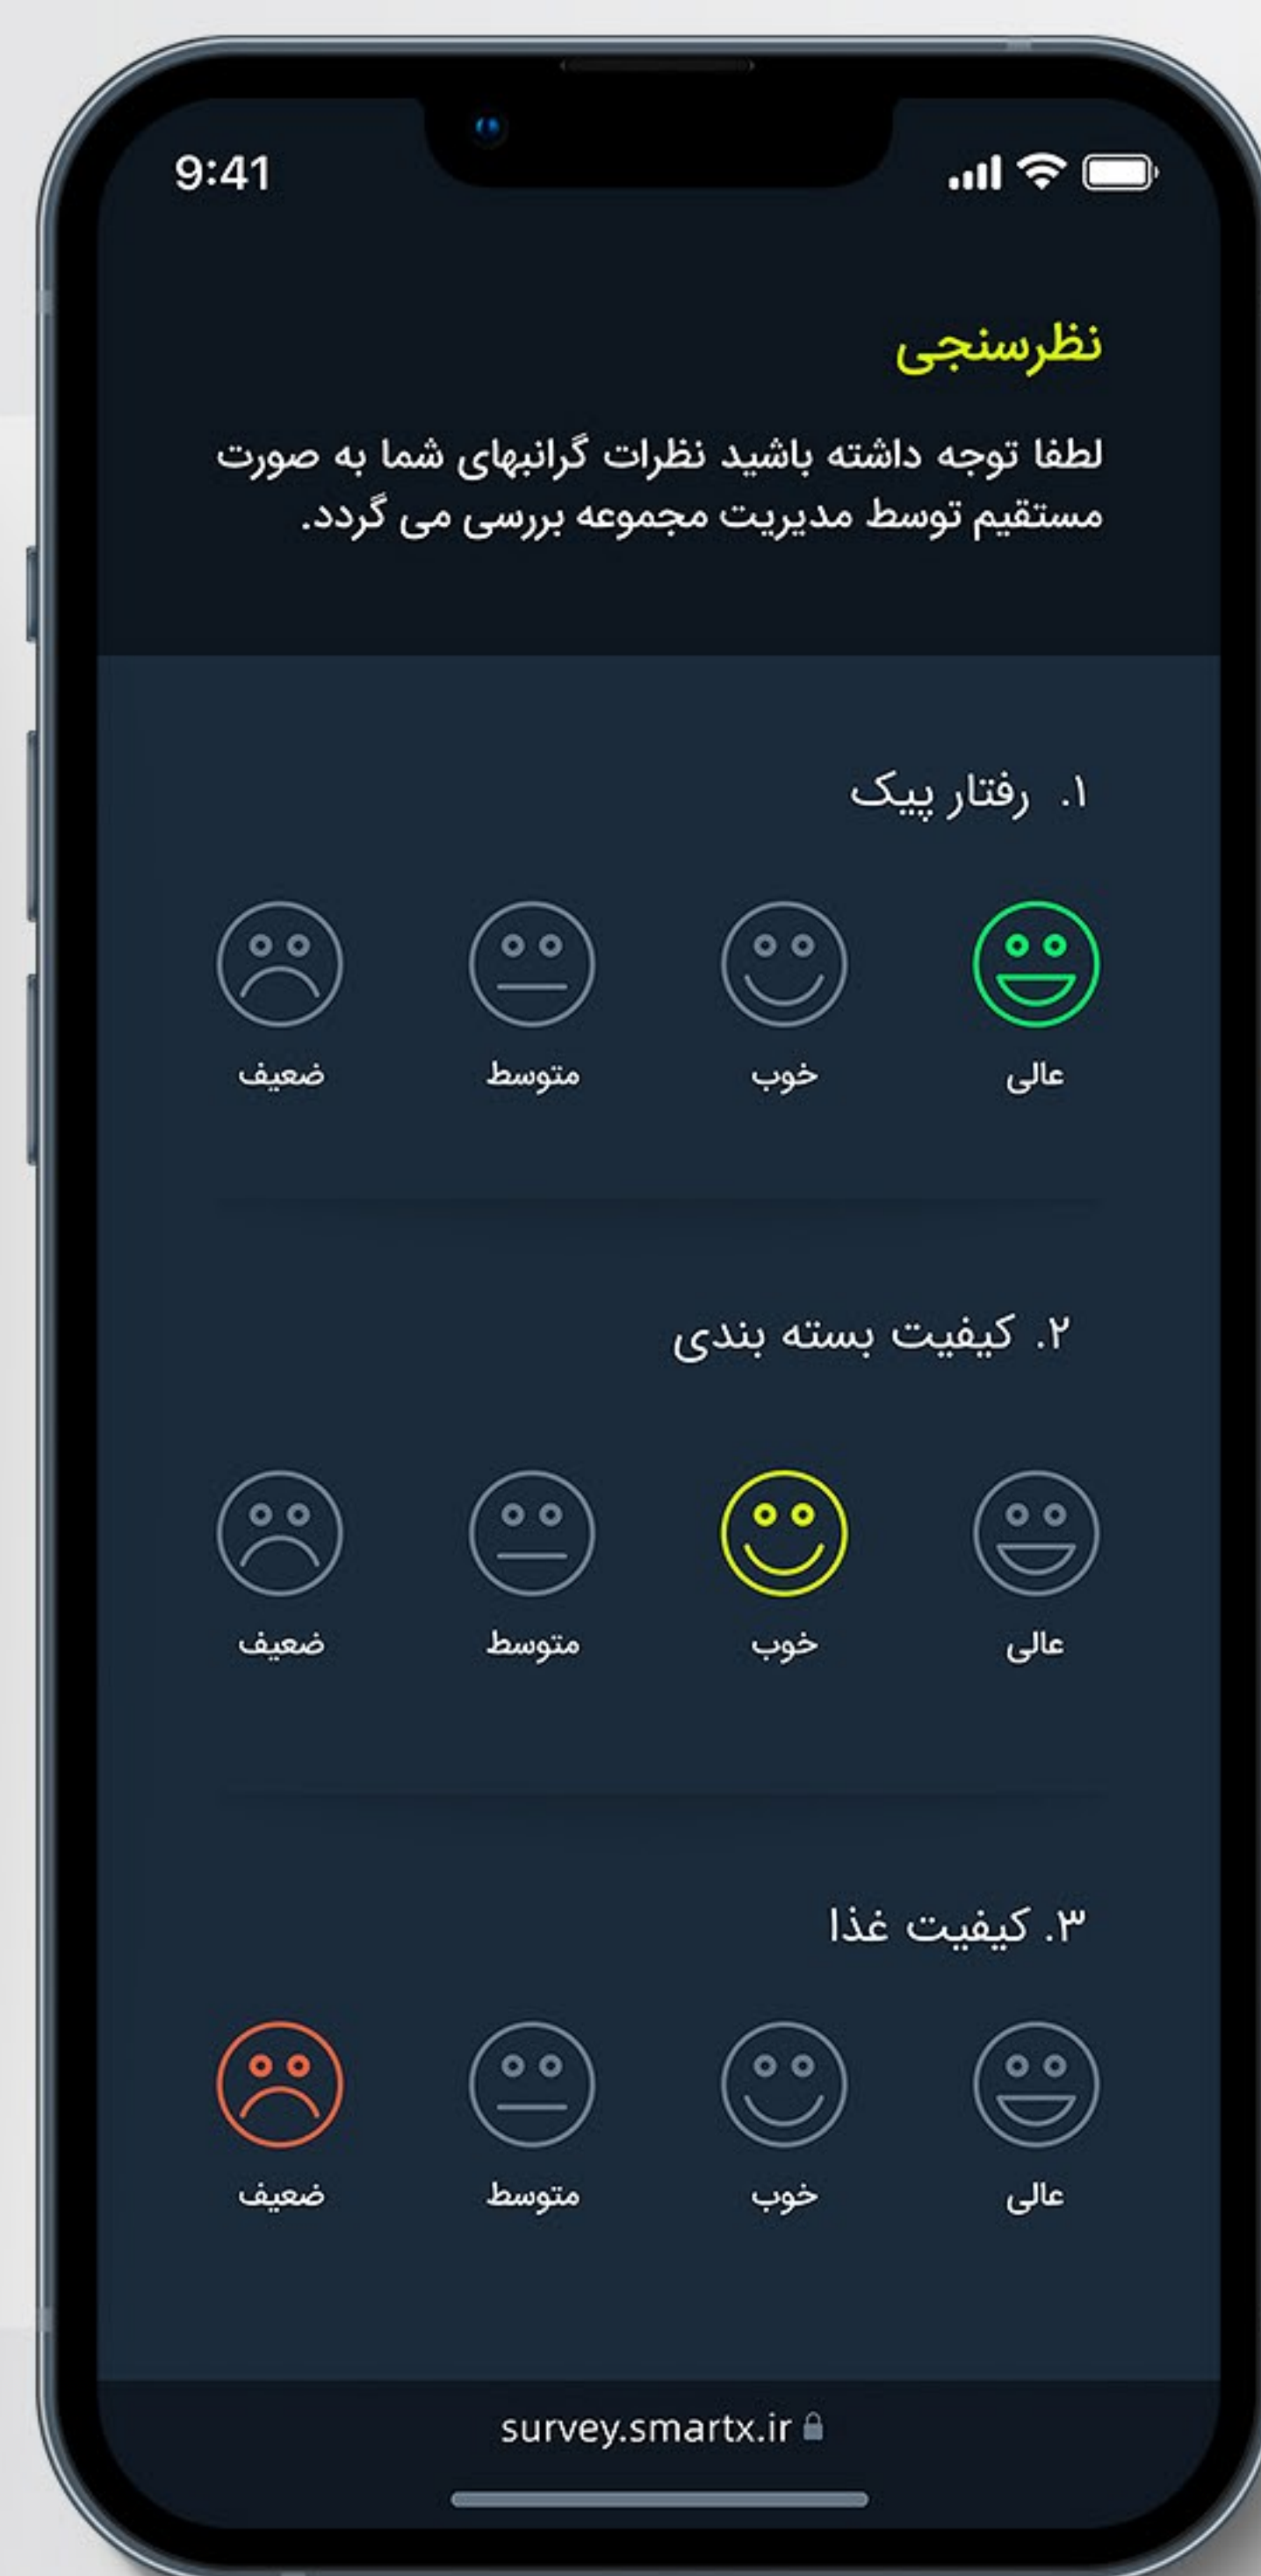 9:41
نظرسنجی
لطفا توجه داشته باشید نظرات گرانبهای شما به صورت
مستقیم توسط مدیریت مجموعه بررسی می گردد.
۱. رفتار پیک
عالی خوب متوسط ضعیف
۲. کیفیت بسته بندی
عالی خوب متوسط ضعیف
۳. کیفیت غذا
عالی خوب متوسط ضعیف
survey.smartx.ir